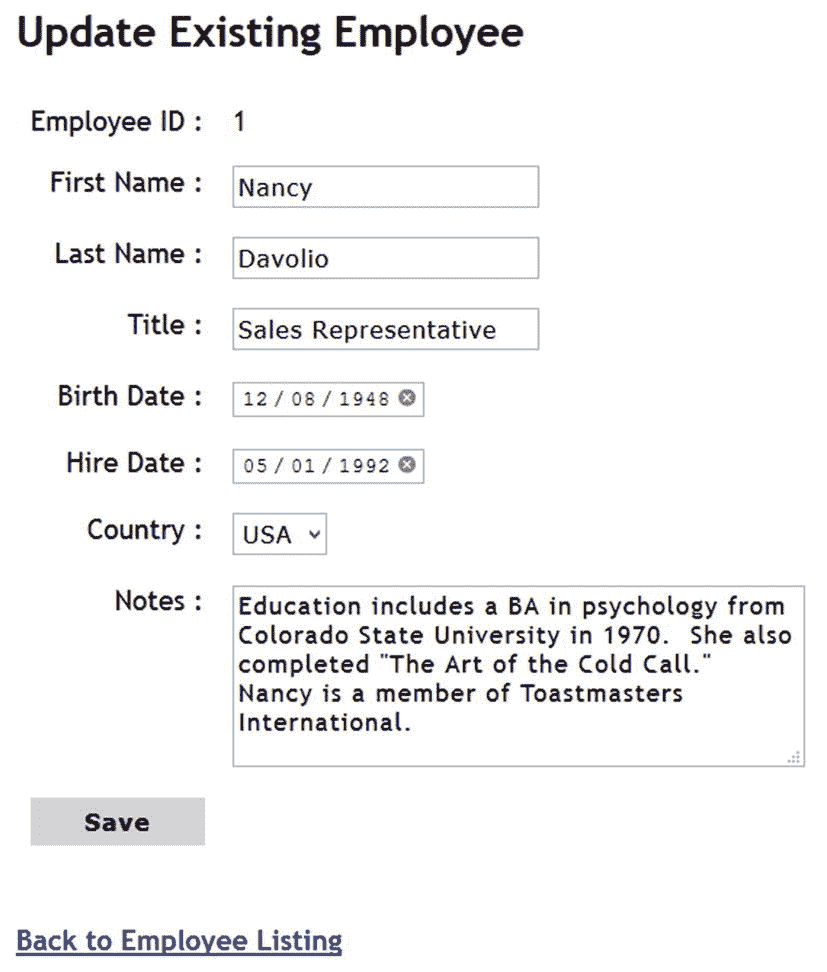 Update Existing Employee
Employee ID : 1
First Name : Nancy
Last Name : Davolio
Title : Sales Representative
Birth Date : 12 / 08 / 1948
Hire Date : 05 / 01 / 1992
Country : USA
Notes : Education includes a BA in psychology from
Colorado State University in 1970.  She also
completed "The Art of the Cold Call."
Nancy is a member of Toastmasters
International.
Save
Back to Employee Listing